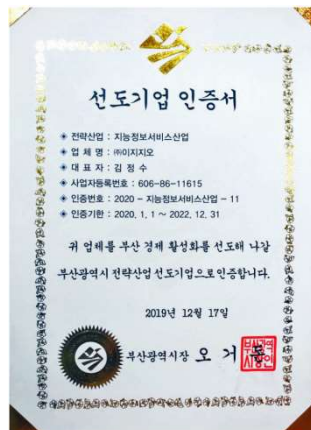 선도기업 인증서
◈ 전략산업 : 지능정보서비스산업
◈ 업 체 명 : ㈜이지지오
◈ 대 표 자 : 김 정 수
◈ 사업자등록번호 : 606-86-11615
◈ 인증번호 : 2020 - 지능정보서비스산업 - 11
◈ 인증기한 : 2020. 1. 1 ~ 2022. 12. 31
귀 업체를 부산 경제 활성화를 선도해 나갈
부산광역시 전략산업 선도기업으로 인증합니다.
2019년 12월 17일
부산광역시장 오 거 돈